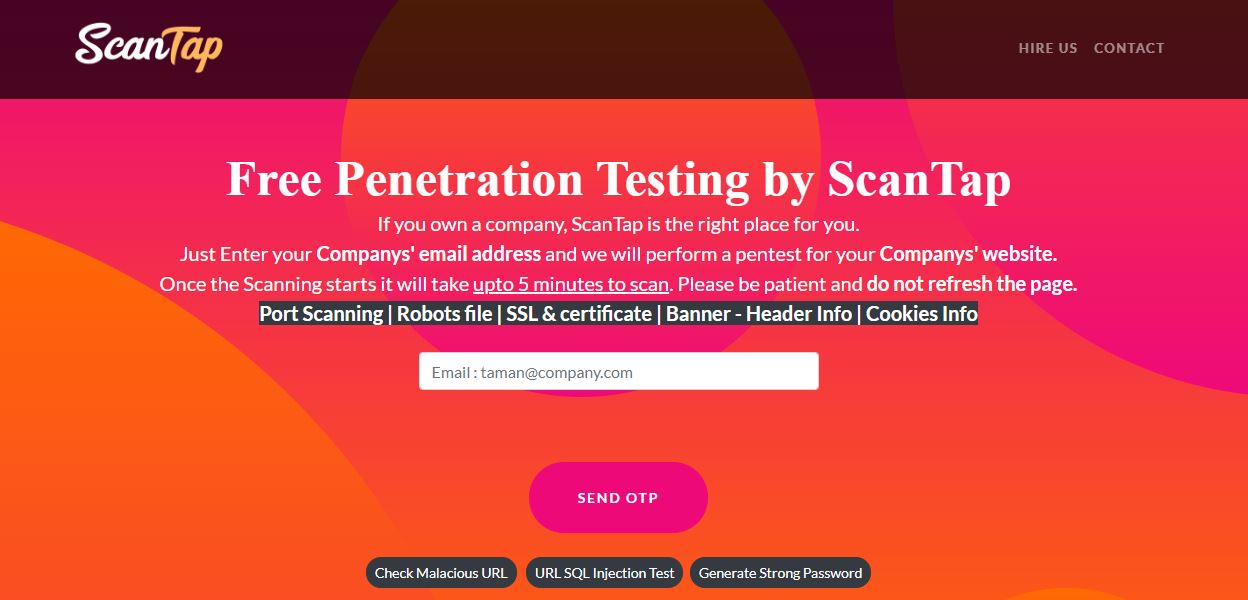 ScanTap
HIRE US CONTACT
Free Penetration Testing by ScanTap
If you own a company, ScanTap is the right place for you.
Just Enter your Companys' email address and we will perform a pentest for your Companys' website.
Once the Scanning starts it will take upto 5 minutes to scan. Please be patient and do not refresh the page.
Port Scanning | Robots file | SSL & certificate | Banner - Header Info | Cookies Info
Email : taman@company.com
SEND OTP
Check Malacious URL URL SQL Injection Test Generate Strong Password